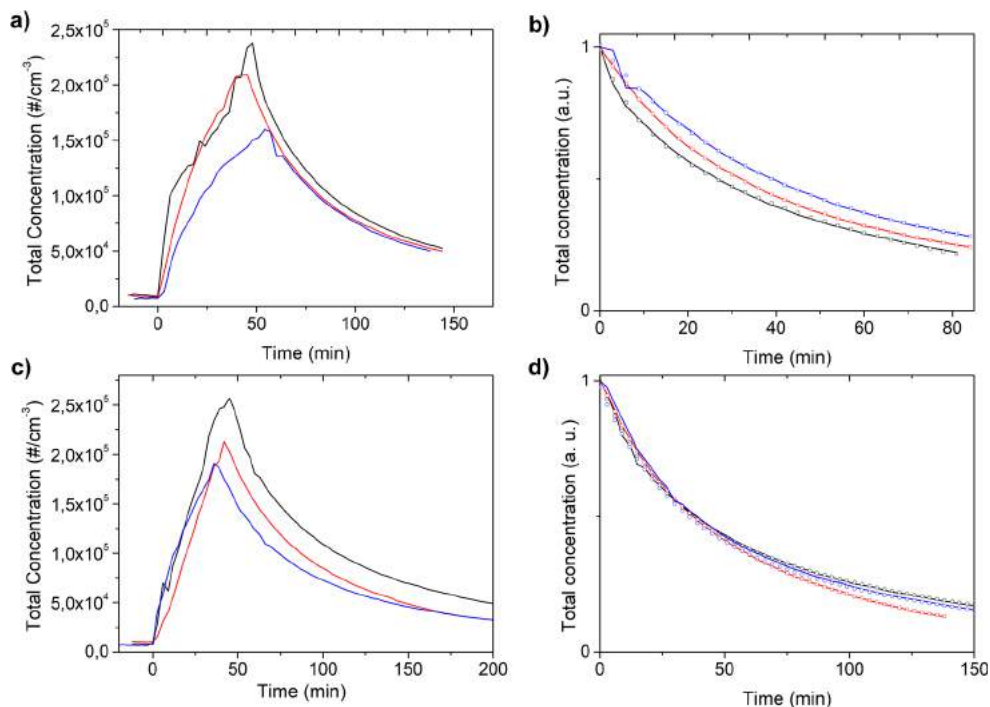 a)
2,5x10⁵
2,0x10⁵
1,5x10⁵
1,0x10⁵
5,0x10⁴
0,0
Total Concentration (#/cm⁻³)
0 50 100 150
Time (min)
b)
1
1
Total concentration (a.u.)
0 20 40 60 80
Time (min)
c)
2,5x10⁵
2,0x10⁵
1,5x10⁵
1,0x10⁵
5,0x10⁴
0,0
Total Concentration (#/cm⁻³)
0 50 100 150 200
Time (min)
d)
1
1
Total concentration (a. u.)
0 50 100 150
Time (min)